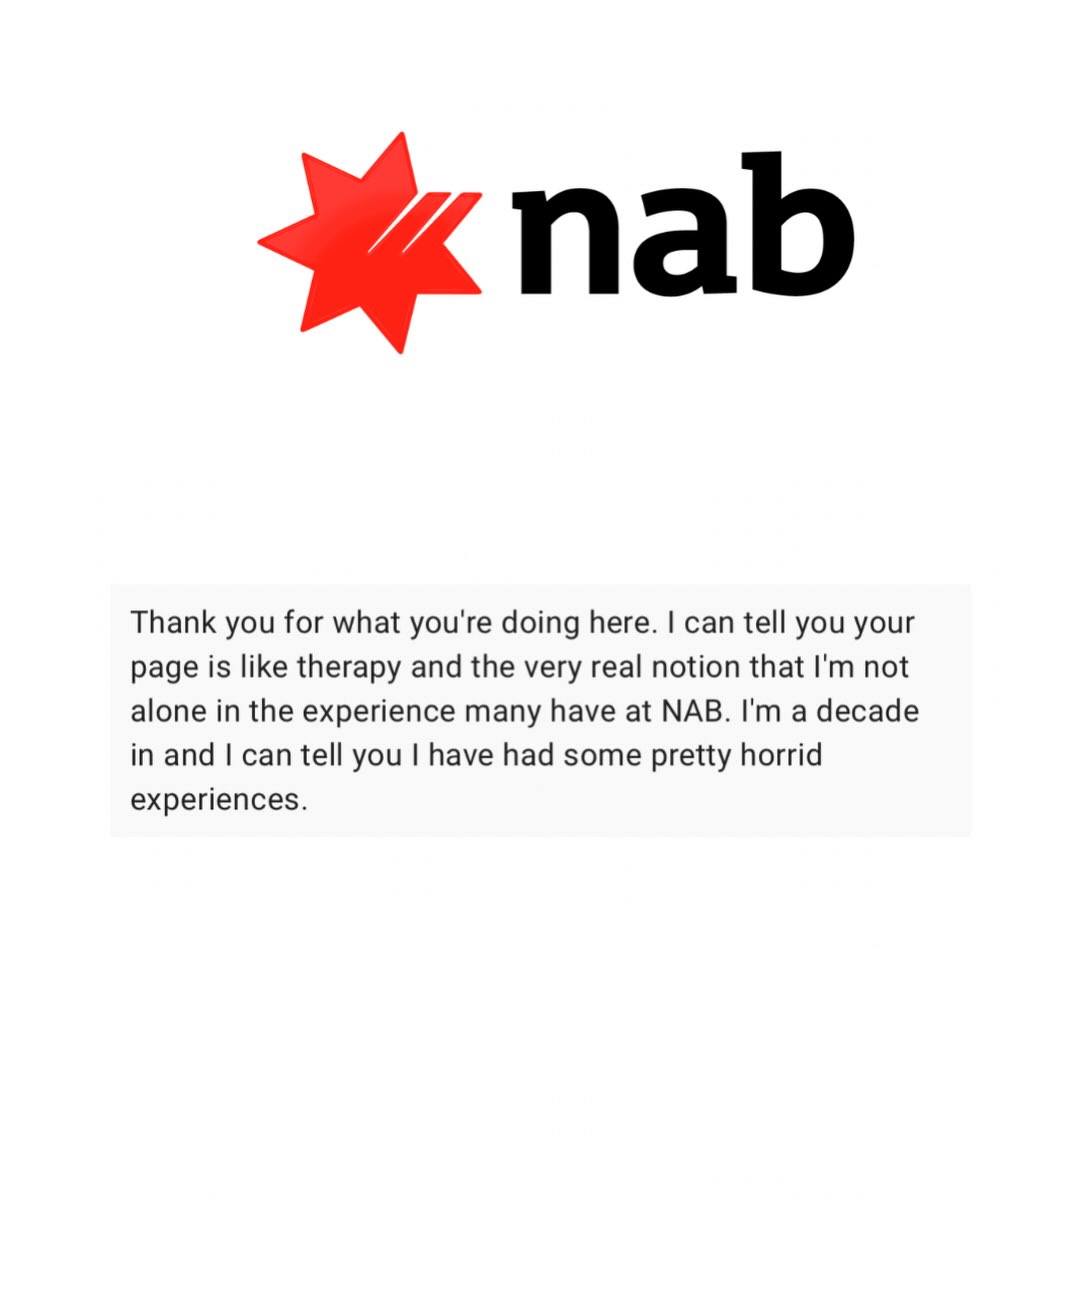 nab
Thank you for what you're doing here. I can tell you your
page is like therapy and the very real notion that I'm not
alone in the experience many have at NAB. I'm a decade
in and I can tell you I have had some pretty horrid
experiences.